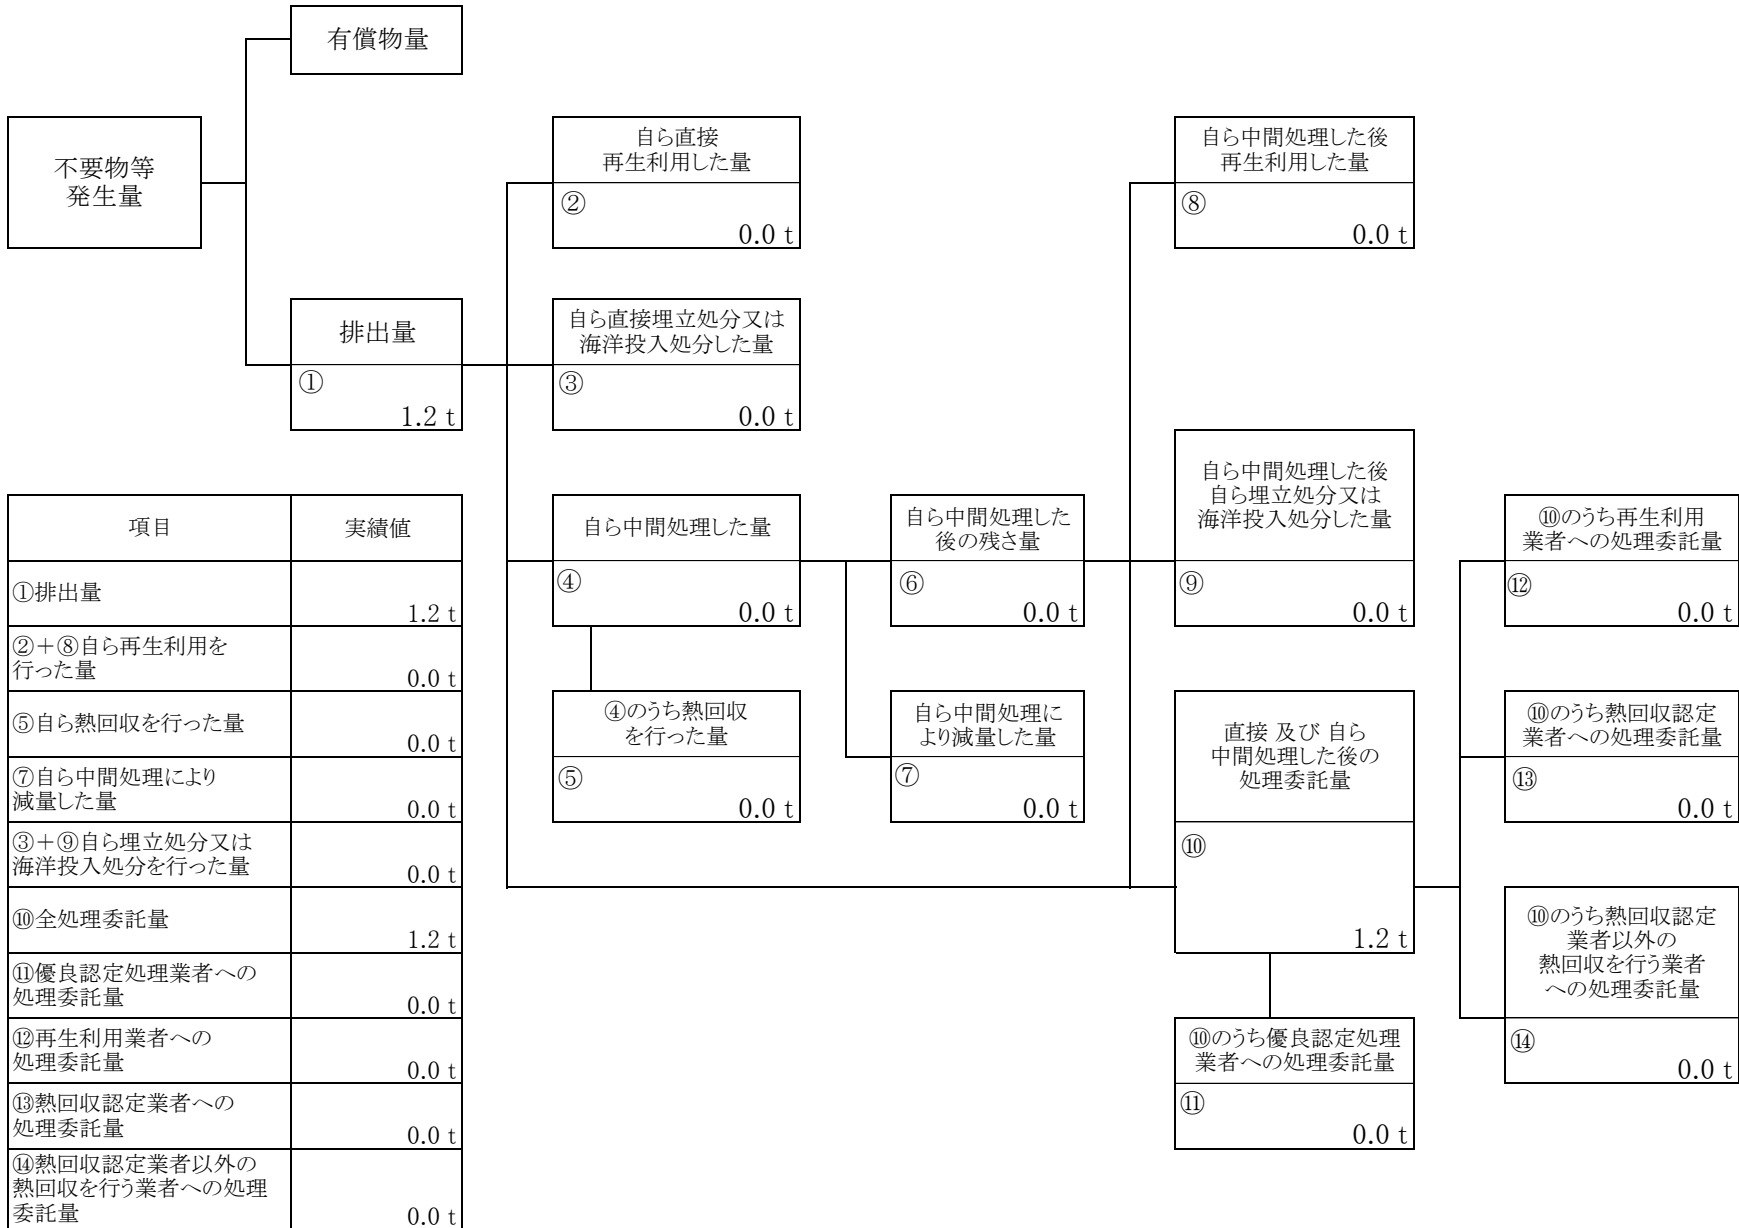 有償物量
不要物等
発生量
排出量
①
1.2 t
自ら直接
再生利用した量
②
0.0 t
自ら直接埋立処分又は
海洋投入処分した量
③
0.0 t
自ら中間処理した量
④
0.0 t
④のうち熱回収
を行った量
⑤
0.0 t
自ら中間処理した
後の残さ量
⑥
0.0 t
自ら中間処理に
より減量した量
⑦
0.0 t
自ら中間処理した後
再生利用した量
⑧
0.0 t
自ら中間処理した後
自ら埋立処分又は
海洋投入処分した量
⑨
0.0 t
直接 及び 自ら
中間処理した後の
処理委託量
⑩
1.2 t
⑩のうち優良認定処理
業者への処理委託量
⑪
0.0 t
⑩のうち再生利用
業者への処理委託量
⑫
0.0 t
⑩のうち熱回収認定
業者への処理委託量
⑬
0.0 t
⑩のうち熱回収認定
業者以外の
熱回収を行う業者
への処理委託量
⑭
0.0 t
項目 実績値
①排出量
1.2 t
②＋⑧自ら再生利用を
行った量
0.0 t
⑤自ら熱回収を行った量
0.0 t
⑦自ら中間処理により
減量した量
0.0 t
③＋⑨自ら埋立処分又は
海洋投入処分を行った量
0.0 t
⑩全処理委託量
1.2 t
⑪優良認定処理業者への
処理委託量
0.0 t
⑫再生利用業者への
処理委託量
0.0 t
⑬熱回収認定業者への
処理委託量
0.0 t
⑭熱回収認定業者以外の
熱回収を行う業者への処理
委託量
0.0 t